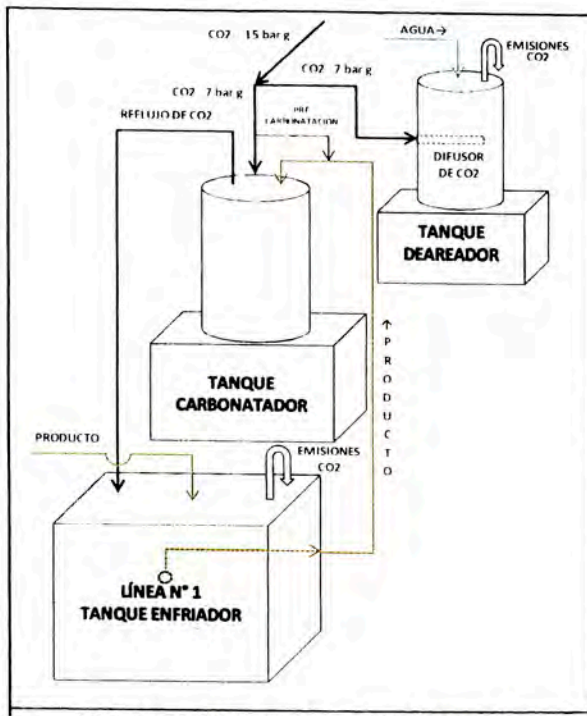 CO2 15 bar g
AGUA→
EMISIONES
CO2
CO2 7 bar g
CO2 7 bar g
REFLUJO DE CO2
PRE
CARBONATACION
DIFUSOR
DE CO2
TANQUE
DEAREADOR
TANQUE
CARBONATADOR
↑PRODUCTO
PRODUCTO
EMISIONES
CO2
LÍNEA N° 1
TANQUE ENFRIADOR